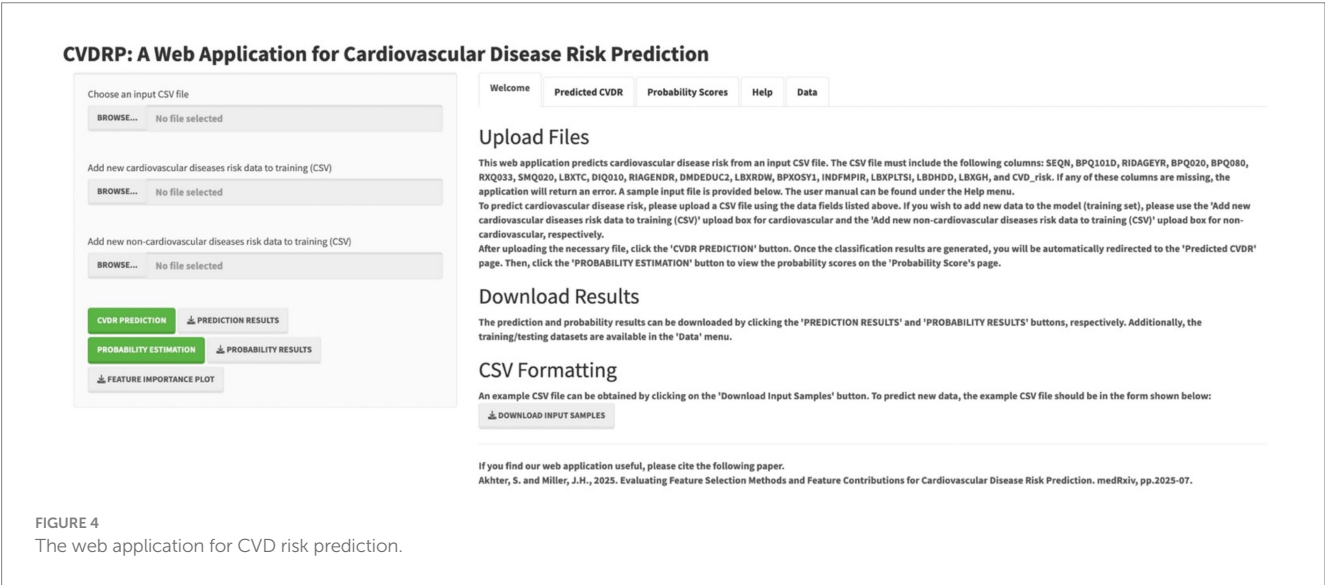 CVDRP: A Web Application for Cardiovascular Disease Risk Prediction
Choose an input CSV file
BROWSE... No file selected
Add new cardiovascular diseases risk data to training (CSV)
BROWSE... No file selected
Add new non-cardiovascular diseases risk data to training (CSV)
BROWSE... No file selected
CVDR PREDICTION PREDICTION RESULTS
PROBABILITY ESTIMATION PROBABILITY RESULTS
FEATURE IMPORTANCE PLOT
Welcome Predicted CVDR Probability Scores Help Data
Upload Files
This web application predicts cardiovascular disease risk from an input CSV file. The CSV file must include the following columns: SEQN, BPQ101D, RIDAGEYR, BPQ020, BPQ080,
RXQ033, SMQ020, LBXTC, DIQ010, RIAGENDR, DMDEDUC2, LBXRDW, BPXOSY1, INDFMPIR, LBXPLTSI, LBDHDD, LBXGH, and CVD_risk. If any of these columns are missing, the
application will return an error. A sample input file is provided below. The user manual can be found under the Help menu.
To predict cardiovascular disease risk, please upload a CSV file using the data fields listed above. If you wish to add new data to the model (training set), please use the 'Add new
cardiovascular diseases risk data to training (CSV)' upload box for cardiovascular and the 'Add new non-cardiovascular diseases risk data to training (CSV)' upload box for non-
cardiovascular, respectively.
After uploading the necessary file, click the 'CVDR PREDICTION' button. Once the classification results are generated, you will be automatically redirected to the 'Predicted CVDR'
page. Then, click the 'PROBABILITY ESTIMATION' button to view the probability scores on the 'Probability Score's page.
Download Results
The prediction and probability results can be downloaded by clicking the 'PREDICTION RESULTS' and 'PROBABILITY RESULTS' buttons, respectively. Additionally, the
training/testing datasets are available in the 'Data' menu.
CSV Formatting
An example CSV file can be obtained by clicking on the 'Download Input Samples' button. To predict new data, the example CSV file should be in the form shown below:
DOWNLOAD INPUT SAMPLES
If you find our web application useful, please cite the following paper.
Akhter, S. and Miller, J.H., 2025. Evaluating Feature Selection Methods and Feature Contributions for Cardiovascular Disease Risk Prediction. medRxiv, pp.2025-07.
FIGURE 4
The web application for CVD risk prediction.